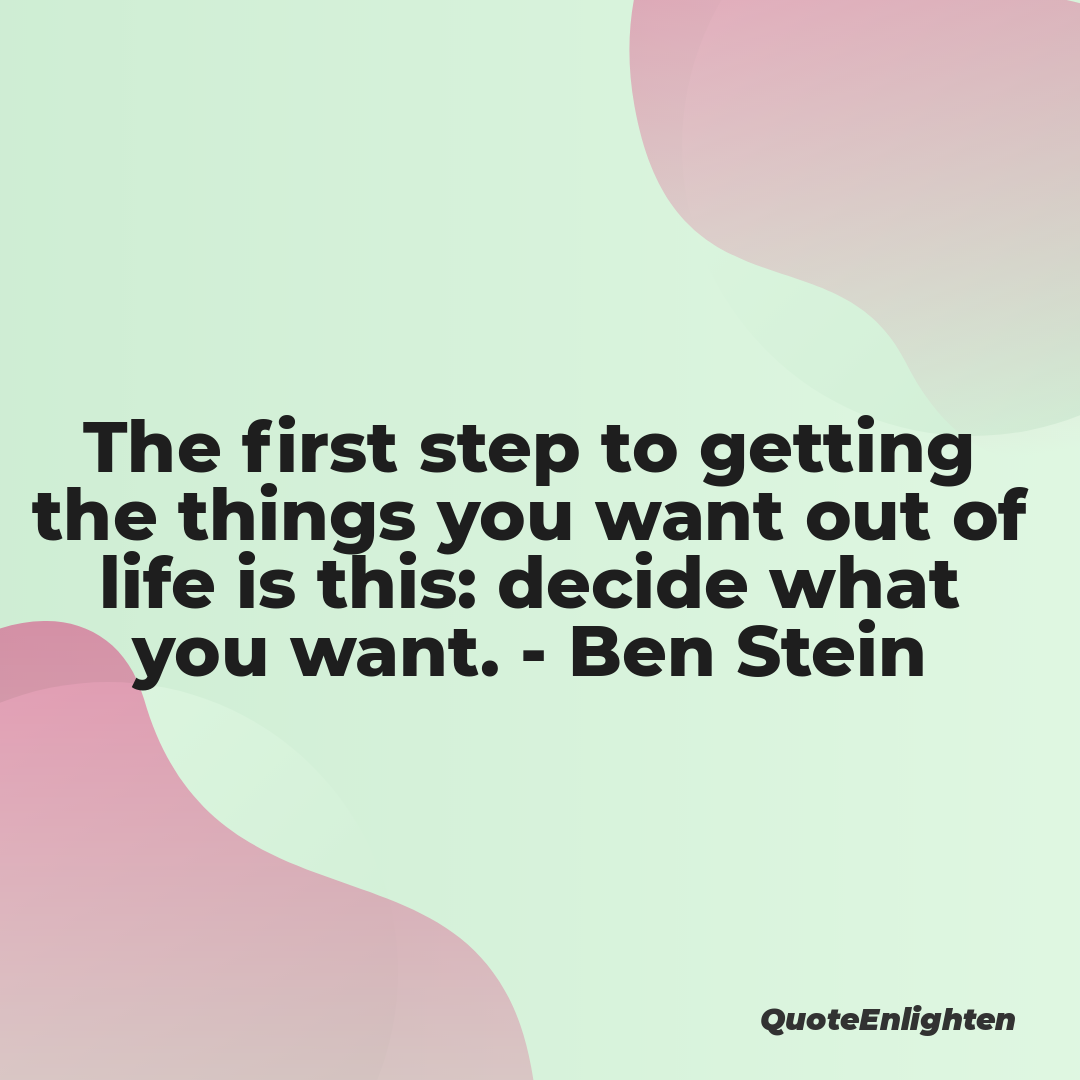 The first step to getting
the things you want out of
life is this: decide what
you want. - Ben Stein
QuoteEnlighten